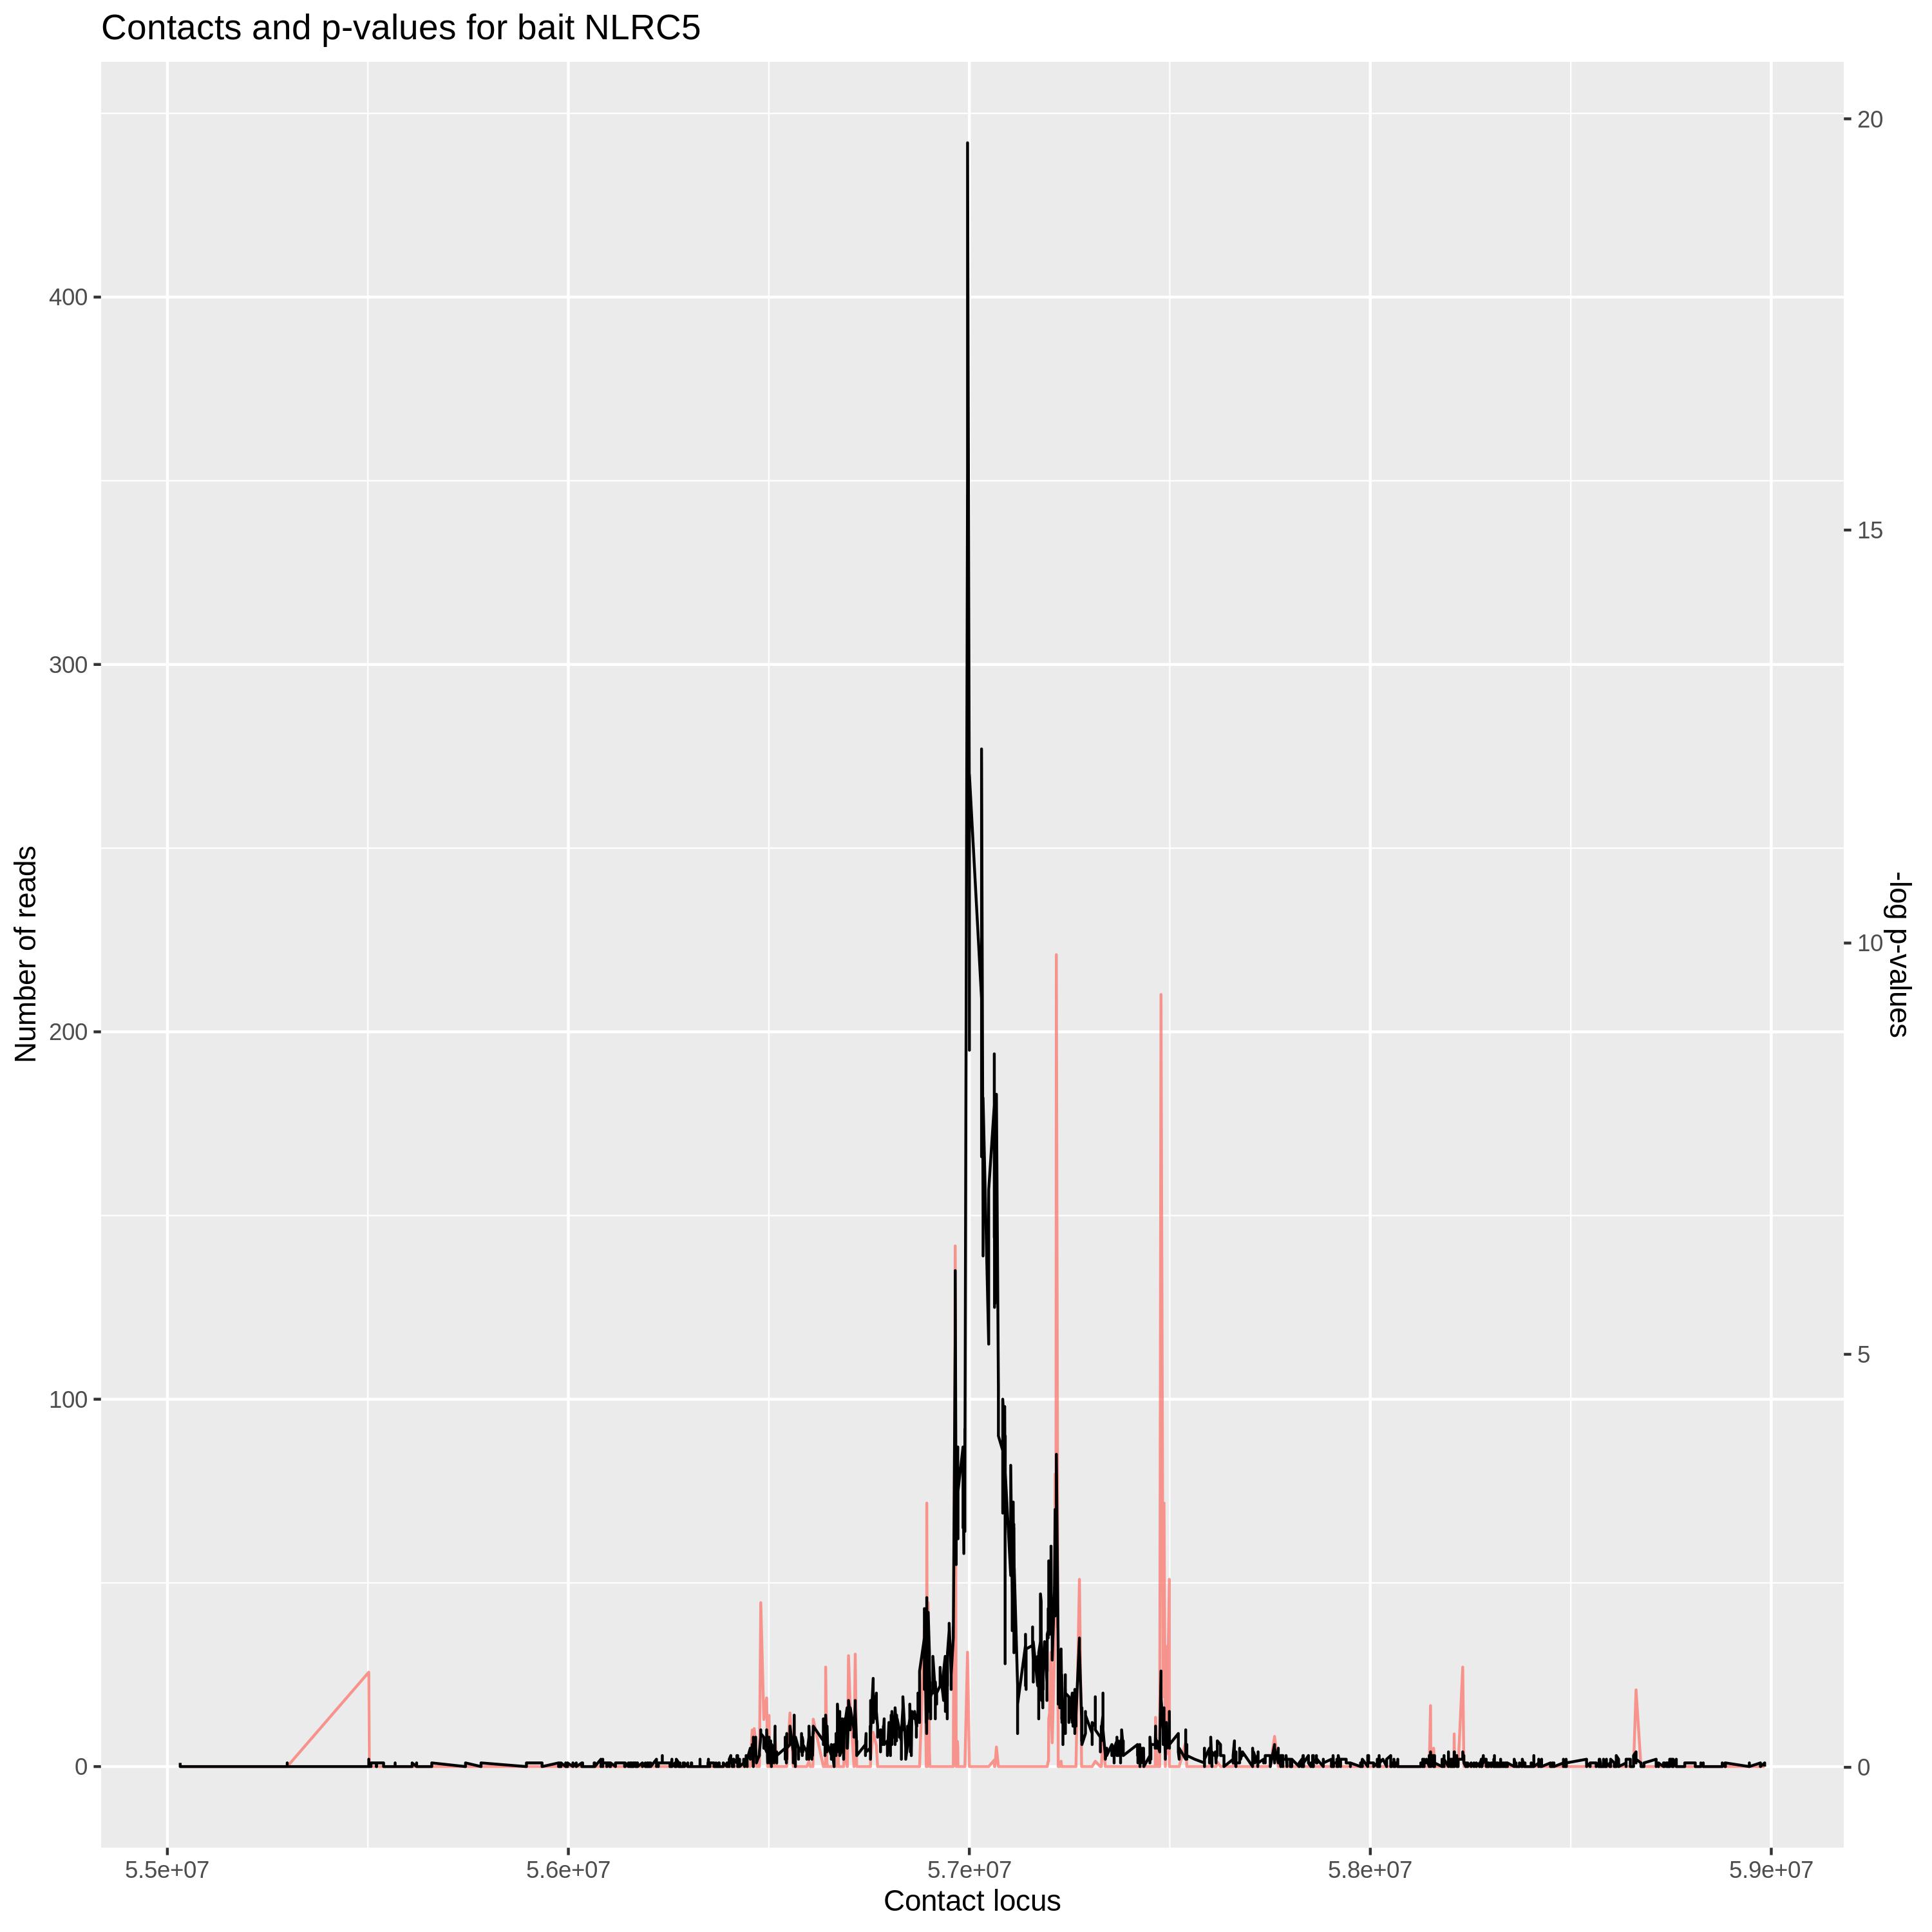 Contacts and p-values for bait NLRC5
Number of reads
400
300
200
100
0
20
15
10
5
0
-log p-values
5.5e+07 5.6e+07 5.7e+07 5.8e+07 5.9e+07
Contact locus